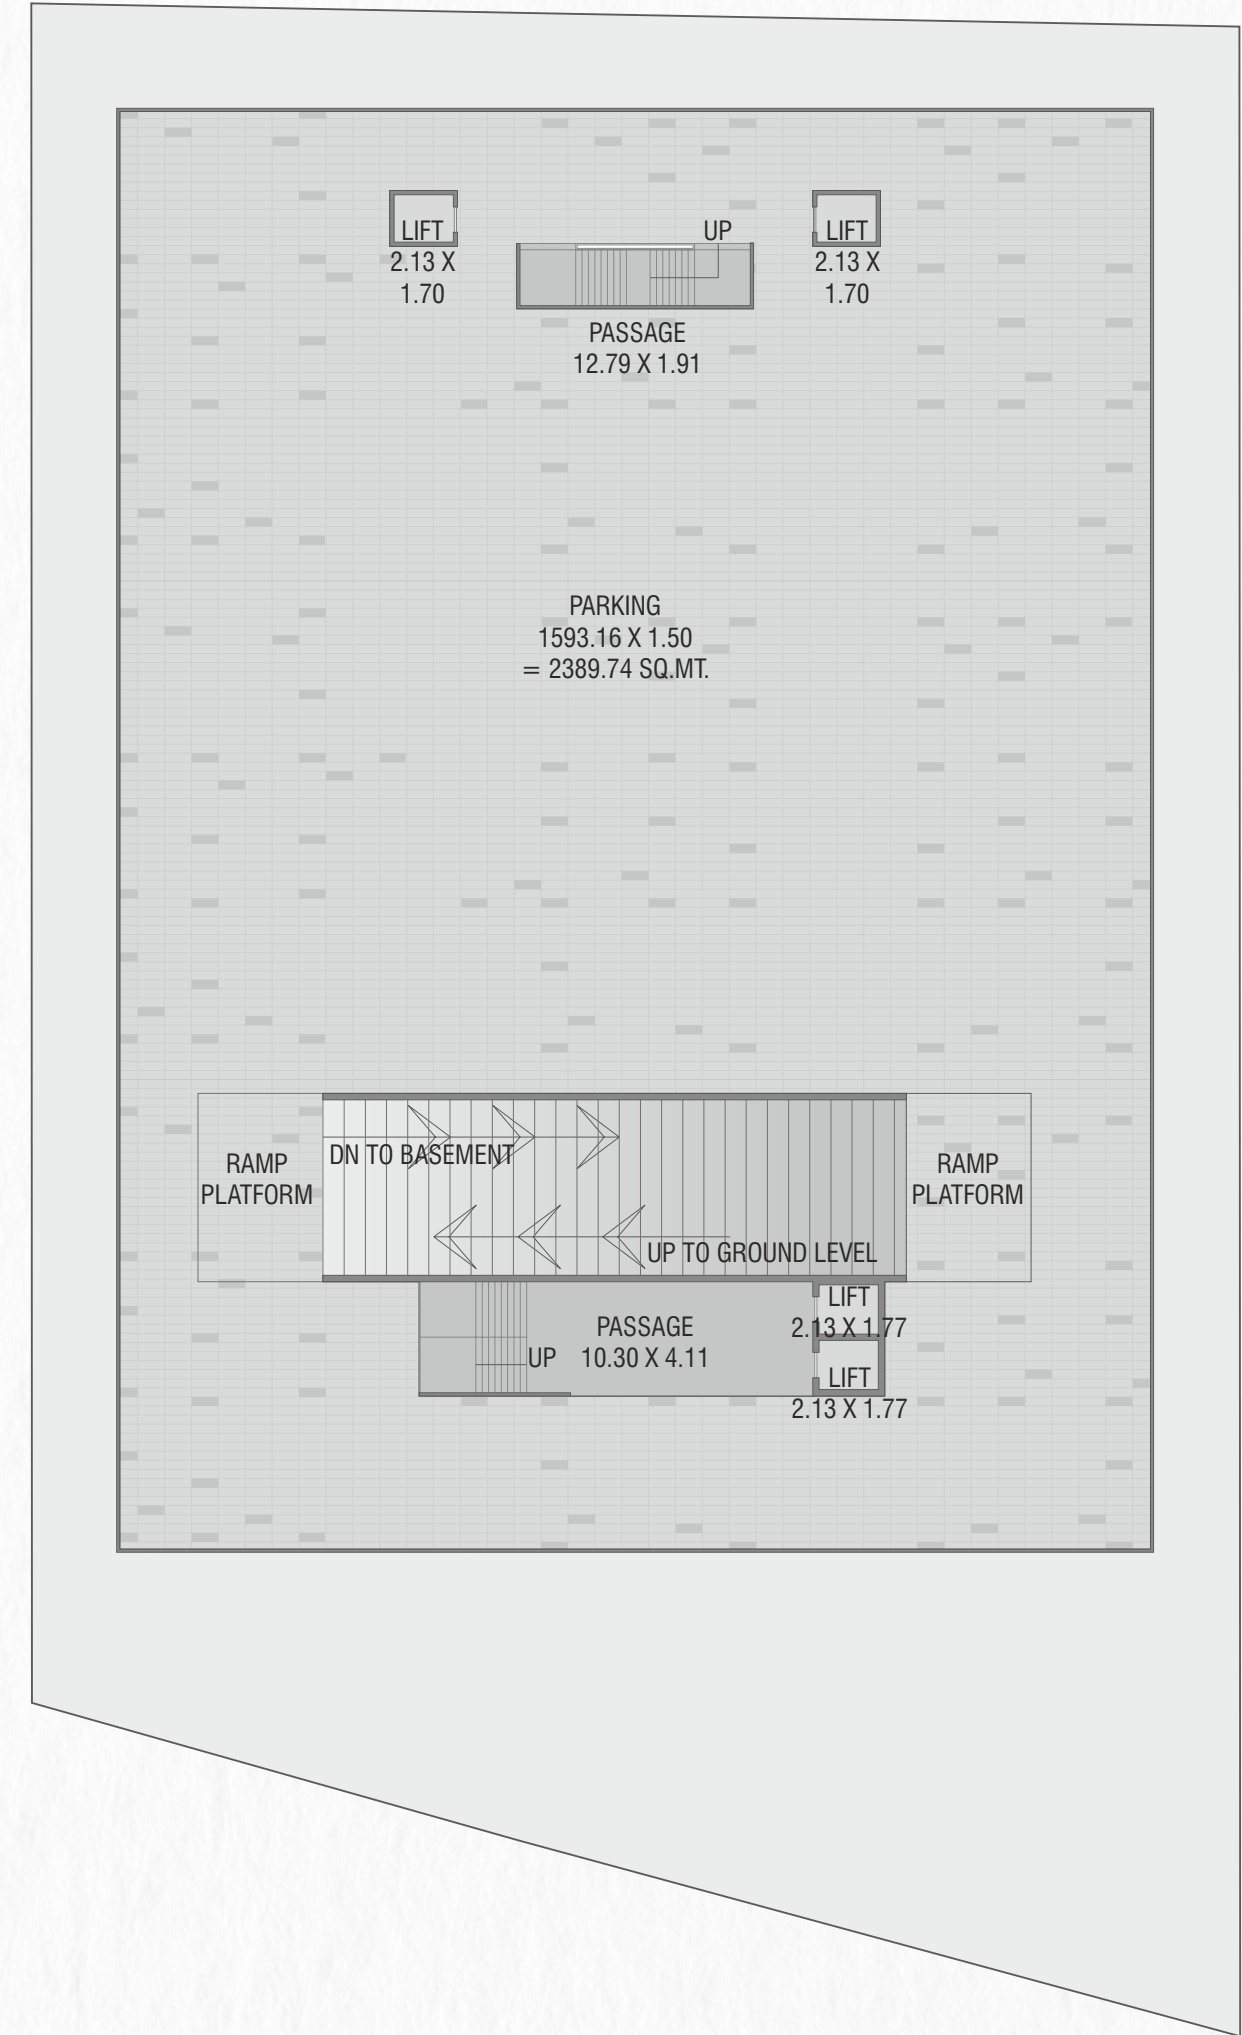 LIFT
2.13 X
1.70
UP
LIFT
2.13 X
1.70
PASSAGE
12.79 X 1.91
PARKING
1593.16 X 1.50
= 2389.74 SQ.MT.
RAMP
PLATFORM
DN TO BASEMENT
UP TO GROUND LEVEL
RAMP
PLATFORM
UP
PASSAGE
10.30 X 4.11
LIFT
2.13 X 1.77
LIFT
2.13 X 1.77